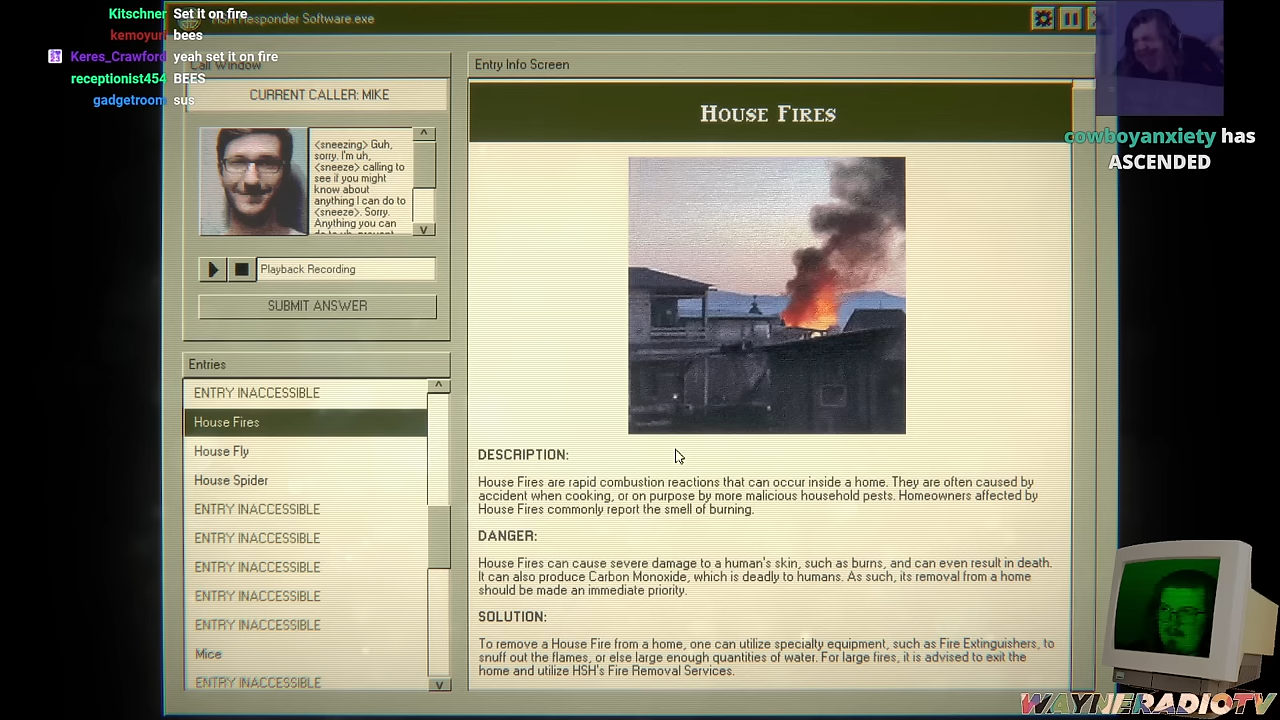 Kitschner Set it on fire
kemoyuri bees
Keres_Crawford yeah set it on fire
receptionist454 BEES
gadgetroom sus
Responder Software.exe
Call Window
CURRENT CALLER: MIKE
<sneezing> Guh,
sorry. I'm uh,
<sneeze> calling to
see if you might
know about
anything I can do to
<sneeze>. Sorry.
Anything you can
do to uh, prevent
Playback Recording
SUBMIT ANSWER
Entries
ENTRY INACCESSIBLE
House Fires
House Fly
House Spider
ENTRY INACCESSIBLE
ENTRY INACCESSIBLE
ENTRY INACCESSIBLE
ENTRY INACCESSIBLE
ENTRY INACCESSIBLE
Mice
ENTRY INACCESSIBLE
Entry Info Screen
HOUSE FIRES
DESCRIPTION:
House Fires are rapid combustion reactions that can occur inside a home. They are often caused by
accident when cooking, or on purpose by more malicious household pests. Homeowners affected by
House Fires commonly report the smell of burning.
DANGER:
House Fires can cause severe damage to a human's skin, such as burns, and can even result in death.
It can also produce Carbon Monoxide, which is deadly to humans. As such, its removal from a home
should be made an immediate priority.
SOLUTION:
To remove a House Fire from a home, one can utilize specialty equipment, such as Fire Extinguishers, to
snuff out the flames, or else large enough quantities of water. For large fires, it is advised to exit the
home and utilize HSH's Fire Removal Services.
cowboyanxiety has
ASCENDED
WAYNERADIOTV